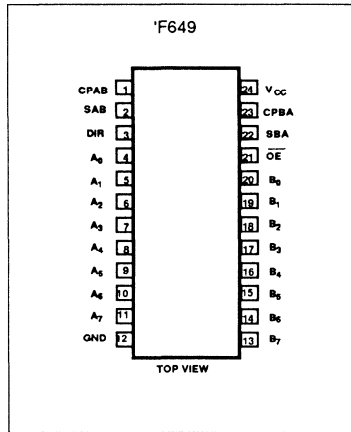 'F649
CPAB 1 24 V_CC
SAB 2 23 CPBA
DIR 3 22 SBA
A₀ 4 21 O̅E̅
A₁ 5 20 B₀
A₂ 6 19 B₁
A₃ 7 18 B₂
A₄ 8 17 B₃
A₅ 9 16 B₄
A₆ 10 15 B₅
A₇ 11 14 B₆
GND 12 13 B₇
TOP VIEW